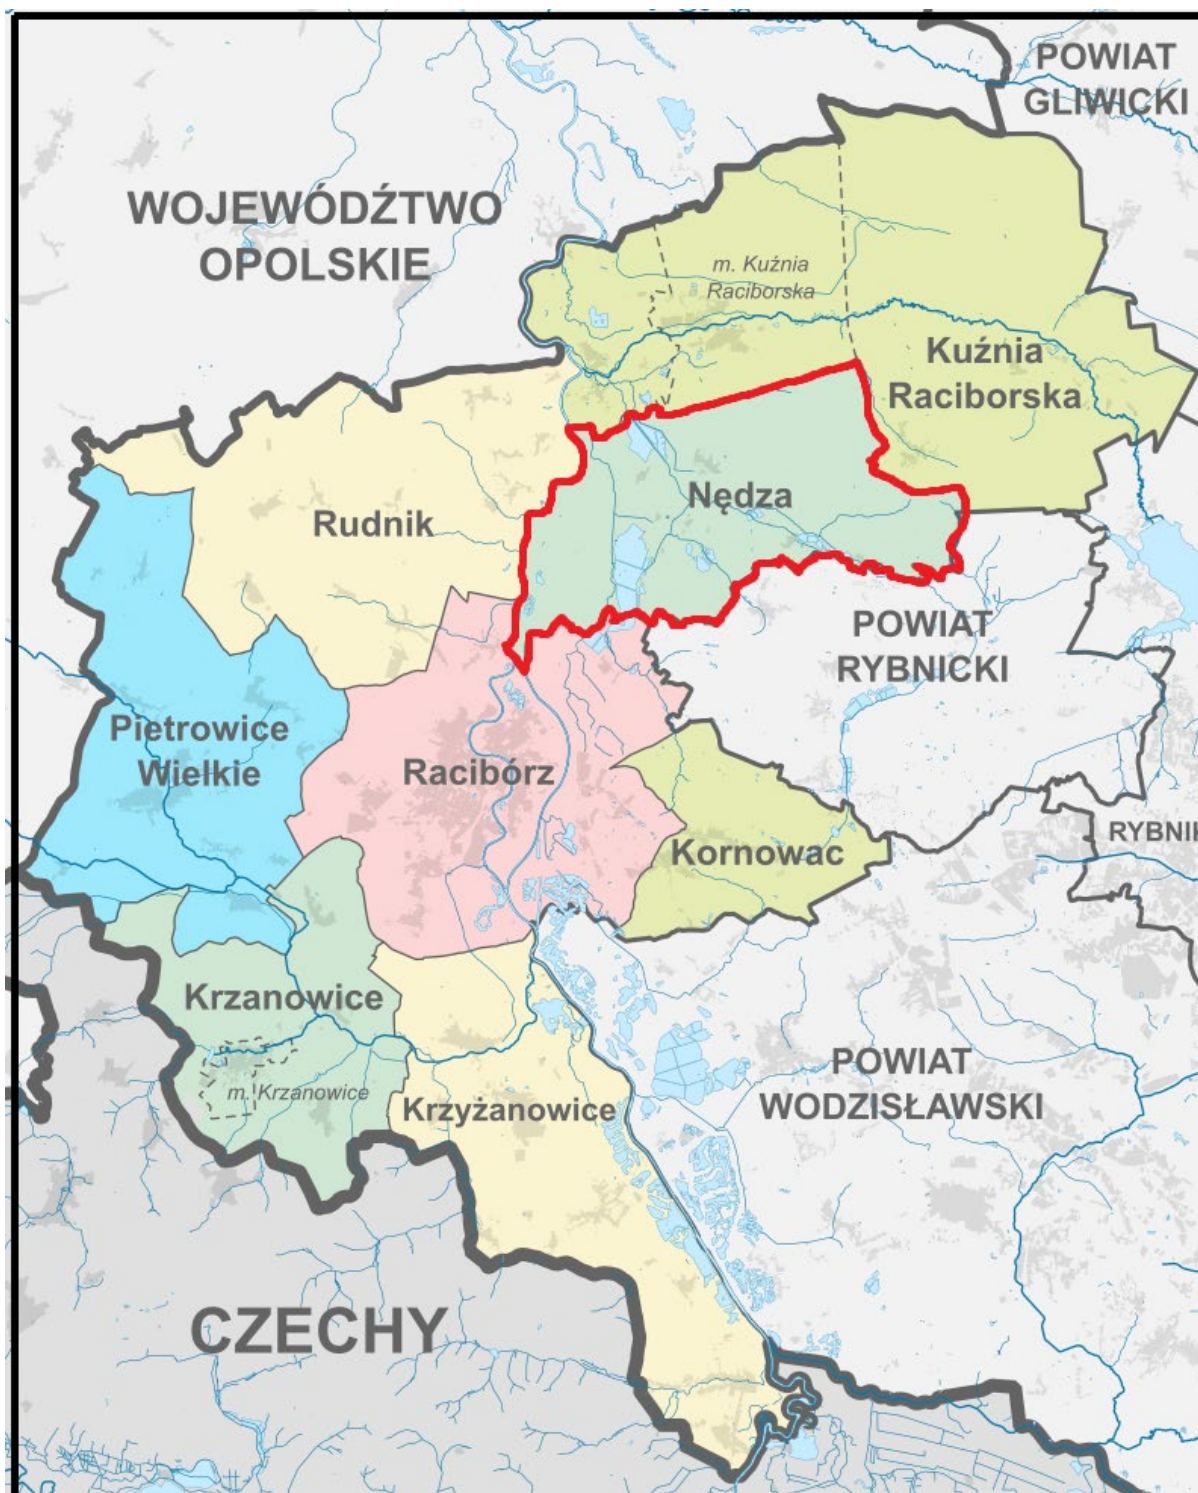 POWIAT
GLIWICKI
WOJEWÓDŹTWO
OPOLSKIE
m. Kuźnia
Raciborska
Kuźnia
Raciborska
Nędza
Rudnik
POWIAT
RYBNICKI
Pietrowice
Wielkie
Racibórz
RYBNIK
Kornowac
Krzanowice
m. Krzanowice
Krzyżanowice
POWIAT
WODZISŁAWSKI
CZECHY